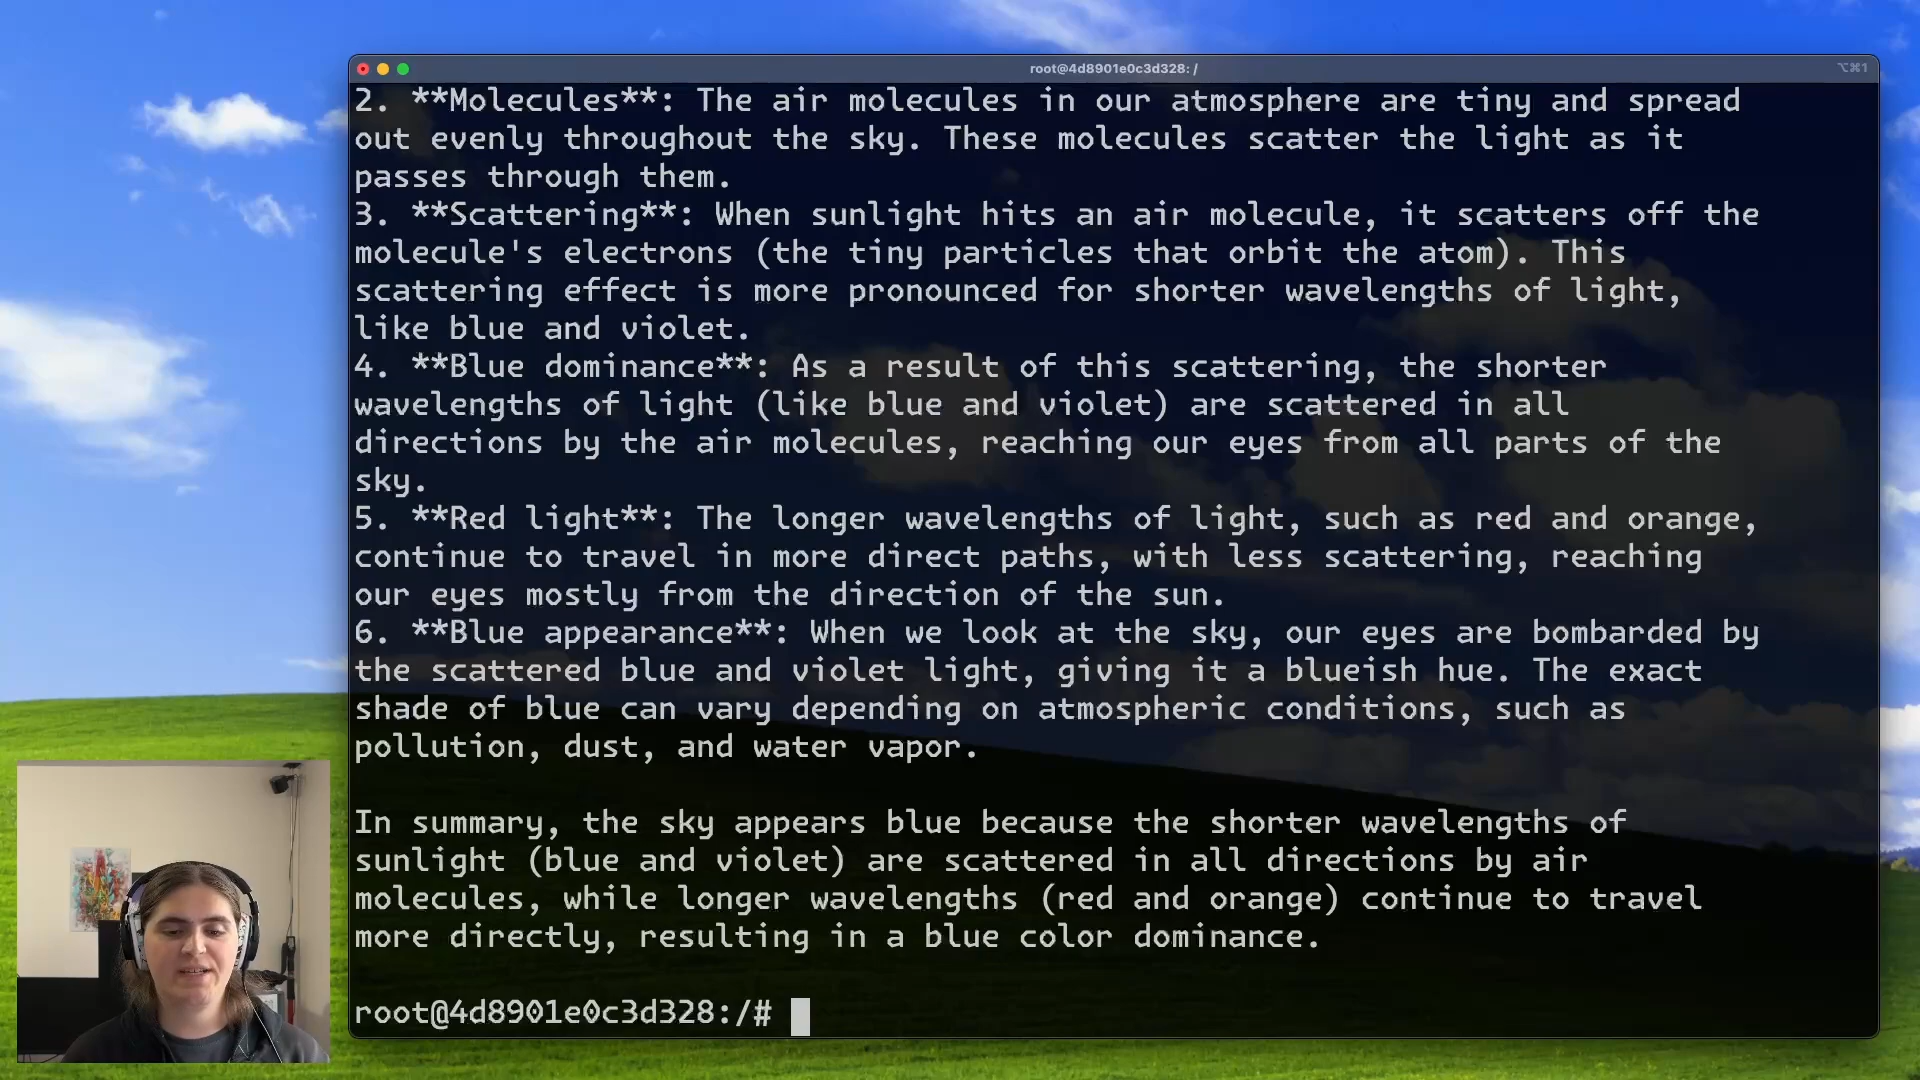 root@4d8901e0c3d328: /
⌥⌘1
2. **Molecules**: The air molecules in our atmosphere are tiny and spread
out evenly throughout the sky. These molecules scatter the light as it
passes through them.
3. **Scattering**: When sunlight hits an air molecule, it scatters off the
molecule's electrons (the tiny particles that orbit the atom). This
scattering effect is more pronounced for shorter wavelengths of light,
like blue and violet.
4. **Blue dominance**: As a result of this scattering, the shorter
wavelengths of light (like blue and violet) are scattered in all
directions by the air molecules, reaching our eyes from all parts of the
sky.
5. **Red light**: The longer wavelengths of light, such as red and orange,
continue to travel in more direct paths, with less scattering, reaching
our eyes mostly from the direction of the sun.
6. **Blue appearance**: When we look at the sky, our eyes are bombarded by
the scattered blue and violet light, giving it a blueish hue. The exact
shade of blue can vary depending on atmospheric conditions, such as
pollution, dust, and water vapor.
In summary, the sky appears blue because the shorter wavelengths of
sunlight (blue and violet) are scattered in all directions by air
molecules, while longer wavelengths (red and orange) continue to travel
more directly, resulting in a blue color dominance.
root@4d8901e0c3d328:/#